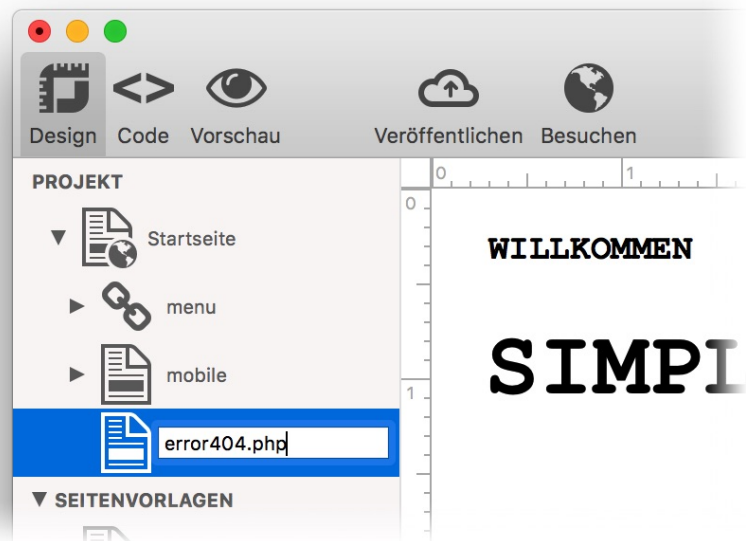 Design Code Vorschau Veröffentlichen Besuchen
PROJEKT
Startseite
menu
mobile
error404.php
SEITENVORLAGEN
0 1
0
1
WILLKOMMEN
SIMPL